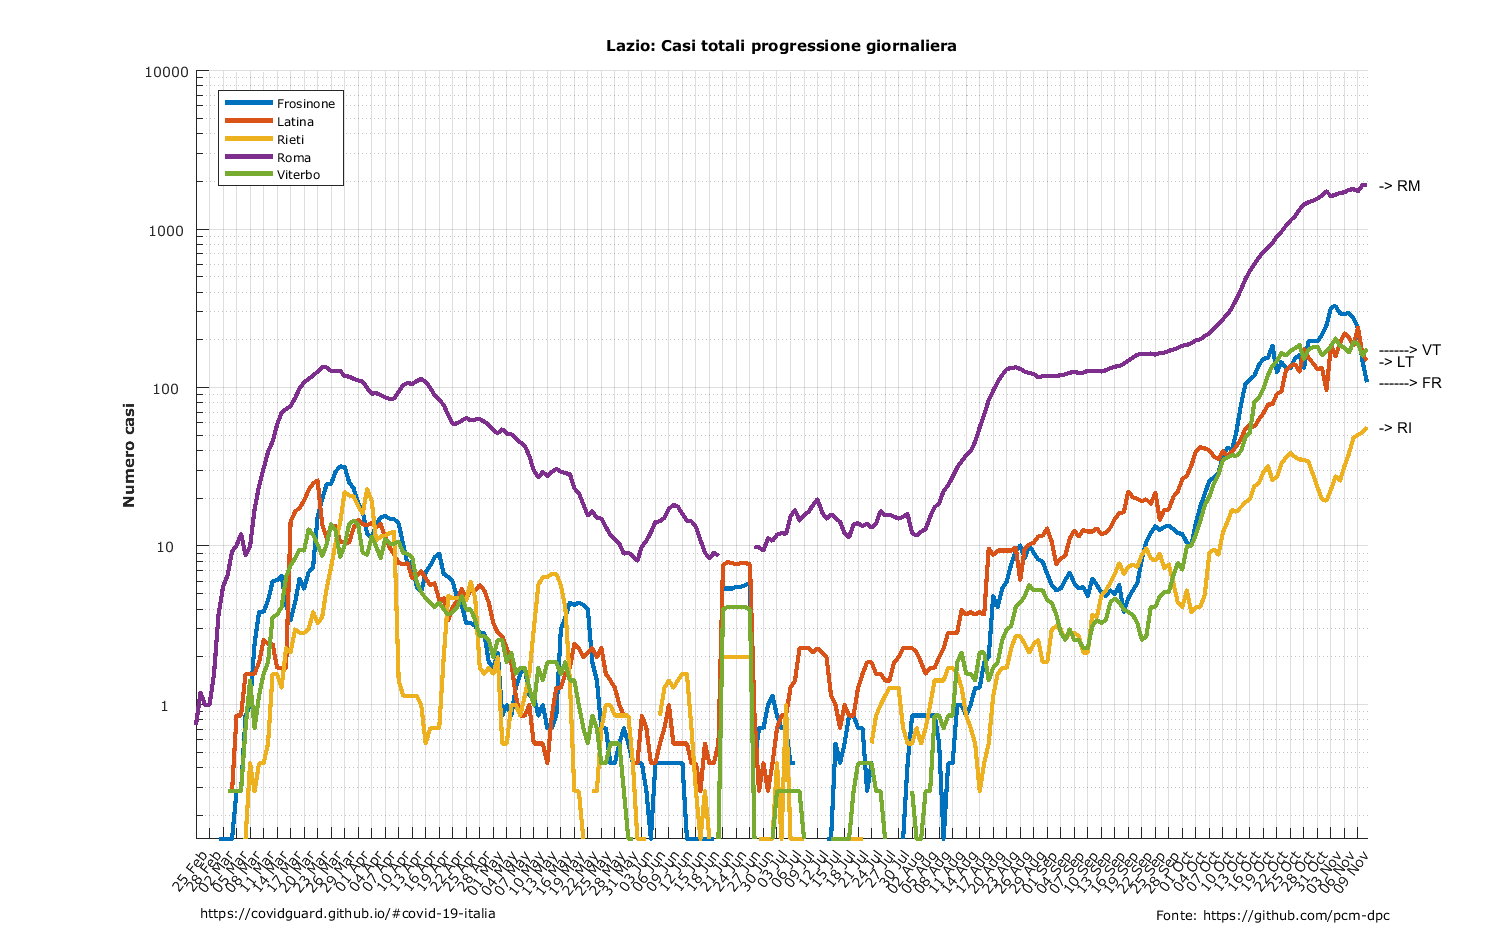 Lazio: Casi totali progressione giornaliera
10000
1000
100
10
1
Numero casi
Frosinone
Latina
Rieti
Roma
Viterbo
-> RM
------> VT
-> LT
------> FR
-> RI
25 Feb
28 Feb
02 Mar
05 Mar
08 Mar
11 Mar
14 Mar
17 Mar
20 Mar
23 Mar
26 Mar
29 Mar
01 Apr
04 Apr
07 Apr
10 Apr
13 Apr
16 Apr
19 Apr
22 Apr
25 Apr
28 Apr
01 May
04 May
07 May
10 May
13 May
16 May
19 May
22 May
25 May
28 May
31 May
03 Jun
06 Jun
09 Jun
12 Jun
15 Jun
18 Jun
21 Jun
24 Jun
27 Jun
30 Jun
03 Jul
06 Jul
09 Jul
12 Jul
15 Jul
18 Jul
21 Jul
24 Jul
27 Jul
30 Jul
02 Aug
05 Aug
08 Aug
11 Aug
14 Aug
17 Aug
20 Aug
23 Aug
26 Aug
29 Aug
01 Sep
04 Sep
07 Sep
10 Sep
13 Sep
16 Sep
19 Sep
22 Sep
25 Sep
28 Sep
01 Oct
04 Oct
07 Oct
10 Oct
13 Oct
16 Oct
19 Oct
22 Oct
25 Oct
28 Oct
31 Oct
03 Nov
06 Nov
09 Nov
https://covidguard.github.io/#covid-19-italia
Fonte: https://github.com/pcm-dpc